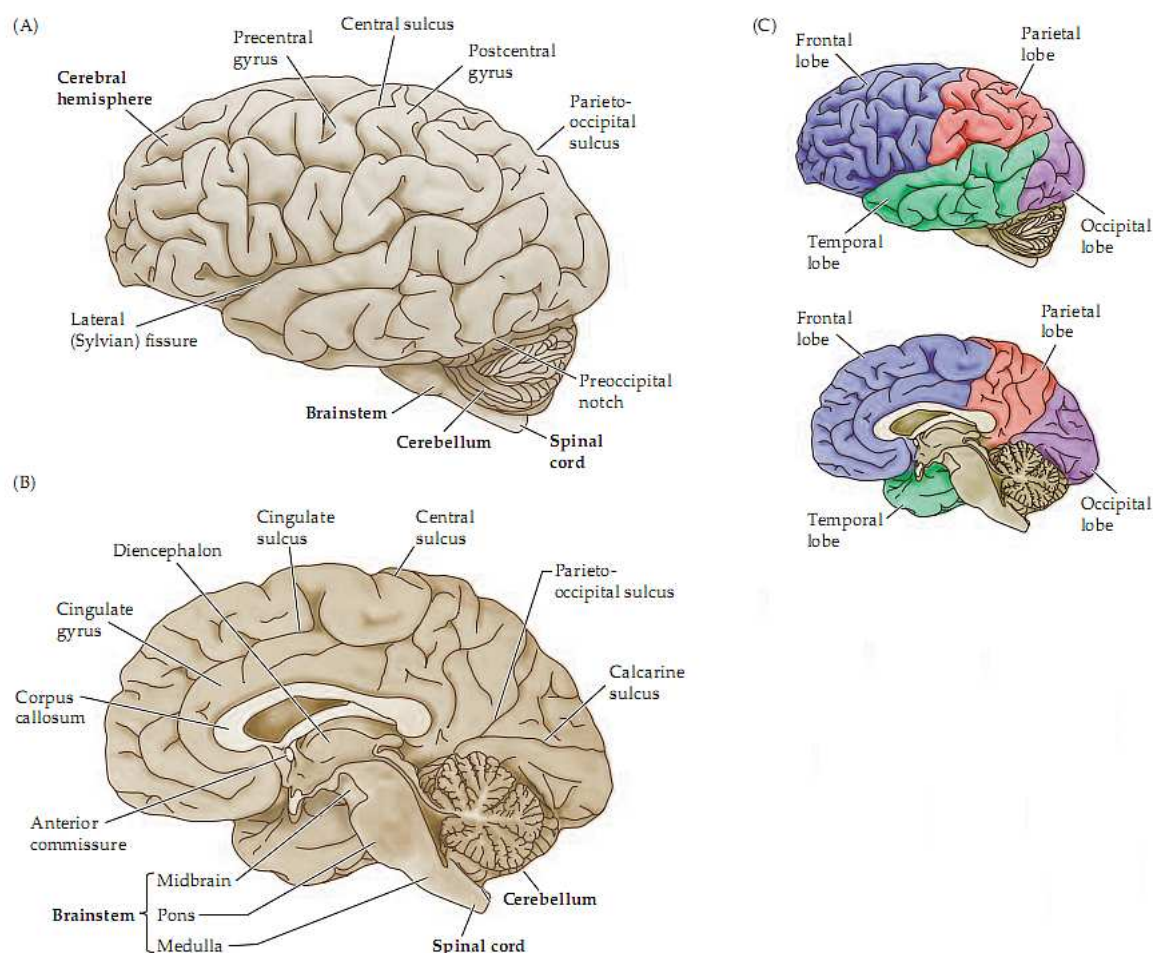 (A)
Central sulcus
Precentral
gyrus
Postcentral
gyrus
Cerebral
hemisphere
Parieto-
occipital
sulcus
Lateral
(Sylvian) fissure
Preoccipital
notch
Brainstem
Cerebellum
Spinal
cord
(B)
Cingulate
sulcus
Central
sulcus
Diencephalon
Parieto-
occipital sulcus
Cingulate
gyrus
Calcarine
sulcus
Corpus
callosum
Anterior
commissure
Brainstem
Midbrain
Pons
Medulla
Cerebellum
Spinal cord
(C)
Frontal
lobe
Parietal
lobe
Temporal
lobe
Occipital
lobe
Frontal
lobe
Parietal
lobe
Temporal
lobe
Occipital
lobe